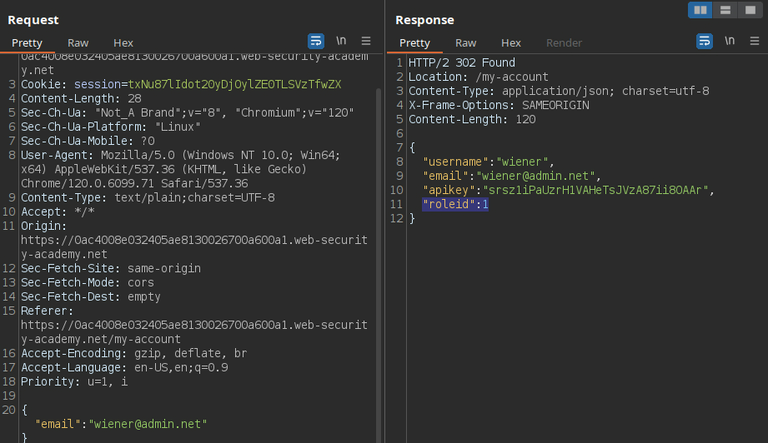 Request
Pretty Raw Hex
\n
0ac4008e032405ae8130026700a600a1.web-security-academ
y.net
3 Cookie: session=txNu87lIdot2OyDjOylZEOTLSVzTfwZX
4 Content-Length: 28
5 Sec-Ch-Ua: "Not_A Brand";v="8", "Chromium";v="120"
6 Sec-Ch-Ua-Platform: "Linux"
7 Sec-Ch-Ua-Mobile: ?0
8 User-Agent: Mozilla/5.0 (Windows NT 10.0; Win64;
x64) AppleWebKit/537.36 (KHTML, like Gecko)
Chrome/120.0.6099.71 Safari/537.36
9 Content-Type: text/plain;charset=UTF-8
10 Accept: */*
11 Origin:
https://0ac4008e032405ae8130026700a600a1.web-securit
y-academy.net
12 Sec-Fetch-Site: same-origin
13 Sec-Fetch-Mode: cors
14 Sec-Fetch-Dest: empty
15 Referer:
https://0ac4008e032405ae8130026700a600a1.web-securit
y-academy.net/my-account
16 Accept-Encoding: gzip, deflate, br
17 Accept-Language: en-US,en;q=0.9
18 Priority: u=1, i
19
20 {
"email":"wiener@admin.net"
}
Response
Pretty Raw Hex Render
\n
1 HTTP/2 302 Found
2 Location: /my-account
3 Content-Type: application/json; charset=utf-8
4 X-Frame-Options: SAMEORIGIN
5 Content-Length: 120
6
7 {
8 "username":"wiener",
9 "email":"wiener@admin.net",
10 "apikey":"srsz1iPaUzrH1VAHeTsJVzA87ii8OAAr",
11 "roleid":1
12 }